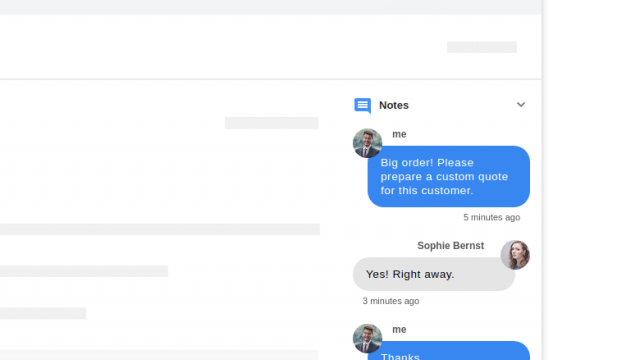 Notes
me
Big order! Please
prepare a custom quote
for this customer.
5 minutes ago
Sophie Bernst
Yes! Right away.
3 minutes ago
me
Thanks